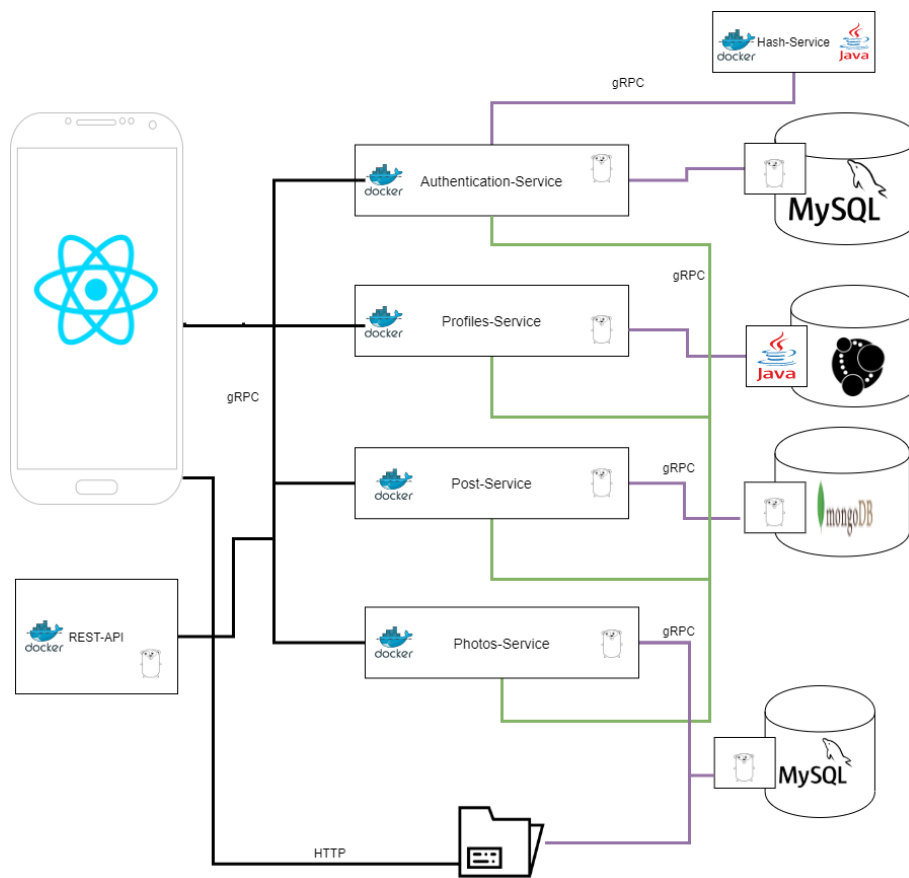 Hash-Service
docker
Java
gRPC
docker
Authentication-Service
MySQL
gRPC
docker
Profiles-Service
Java
gRPC
docker
Post-Service
gRPC
mongoDB
REST-API
docker
docker
Photos-Service
gRPC
MySQL
HTTP